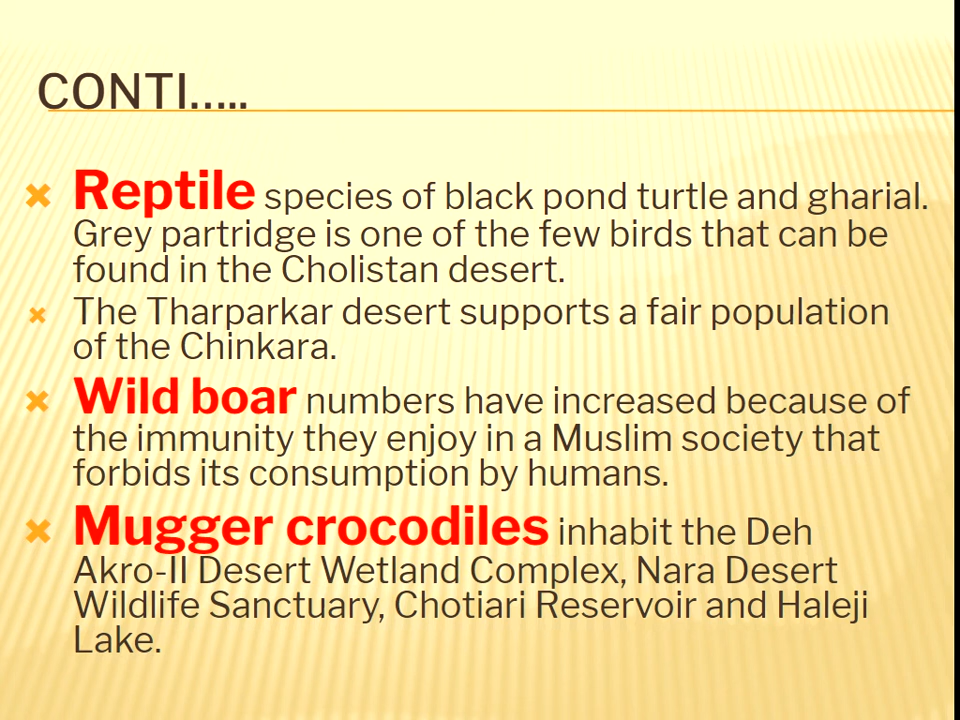 CONTI.....
Reptile species of black pond turtle and gharial.
Grey partridge is one of the few birds that can be
found in the Cholistan desert.
The Tharparkar desert supports a fair population
of the Chinkara.
Wild boar numbers have increased because of
the immunity they enjoy in a Muslim society that
forbids its consumption by humans.
Mugger crocodiles inhabit the Deh
Akro-II Desert Wetland Complex, Nara Desert
Wildlife Sanctuary, Chotiari Reservoir and Haleji
Lake.